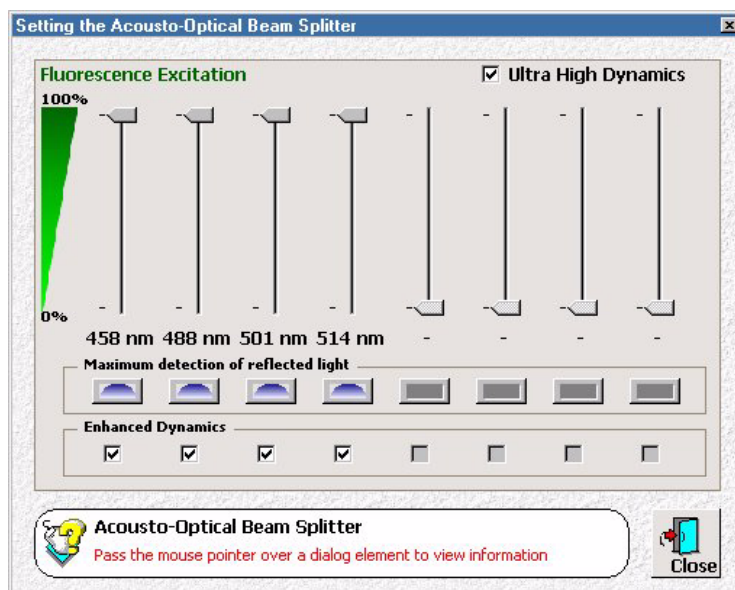 Setting the Acousto-Optical Beam Splitter
Fluorescence Excitation
Ultra High Dynamics
100%
0%
458 nm 488 nm 501 nm 514 nm - - - -
Maximum detection of reflected light
Enhanced Dynamics
Acousto-Optical Beam Splitter
Pass the mouse pointer over a dialog element to view information
Close